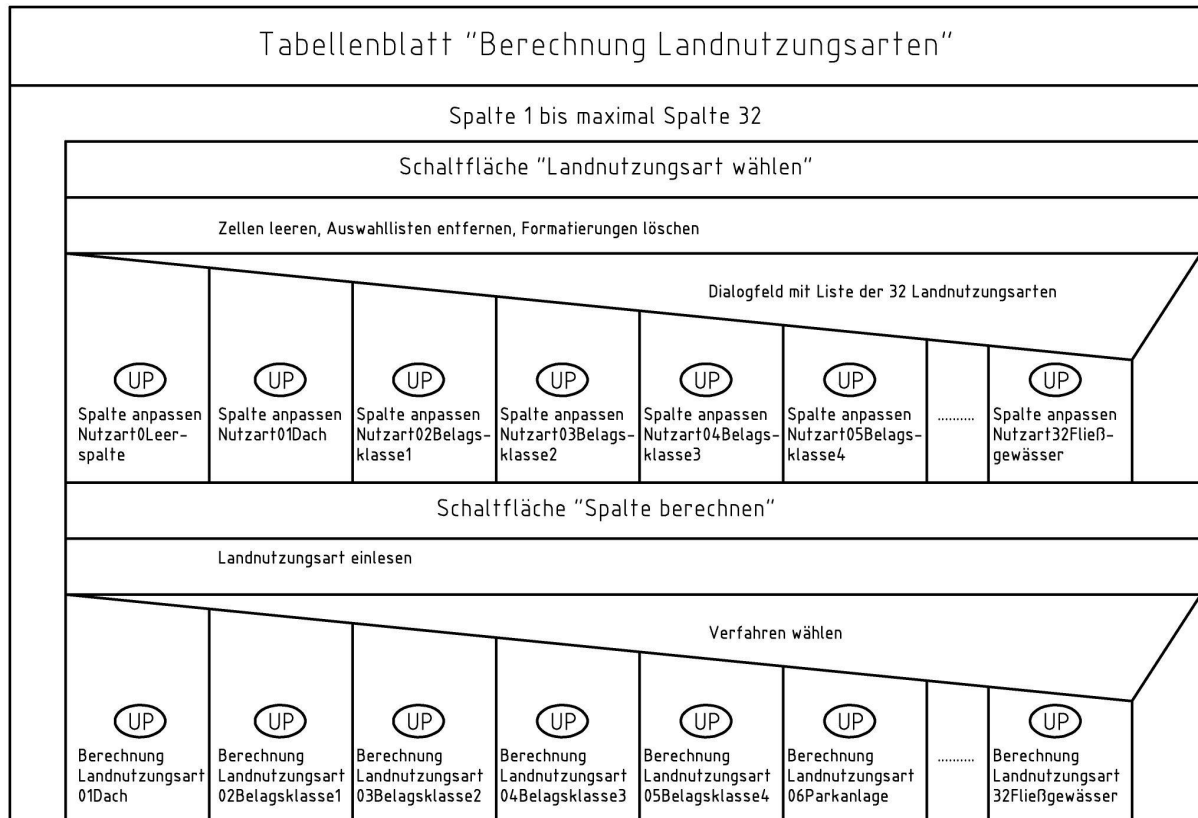 Tabellenblatt "Berechnung Landnutzungsarten"
Spalte 1 bis maximal Spalte 32
Schaltfläche "Landnutzungsart wählen"
Zellen leeren, Auswahllisten entfernen, Formatierungen löschen
Dialogfeld mit Liste der 32 Landnutzungsarten
UP
Spalte anpassen
Nutzart0Leer-
spalte
UP
Spalte anpassen
Nutzart01Dach
UP
Spalte anpassen
Nutzart02Belags-
klasse1
UP
Spalte anpassen
Nutzart03Belags-
klasse2
UP
Spalte anpassen
Nutzart04Belags-
klasse3
UP
Spalte anpassen
Nutzart05Belags-
klasse4
..........
UP
Spalte anpassen
Nutzart32Fließ-
gewässer
Schaltfläche "Spalte berechnen"
Landnutzungsart einlesen
Verfahren wählen
UP
Berechnung
Landnutzungsart
01Dach
UP
Berechnung
Landnutzungsart
02Belagsklasse1
UP
Berechnung
Landnutzungsart
03Belagsklasse2
UP
Berechnung
Landnutzungsart
04Belagsklasse3
UP
Berechnung
Landnutzungsart
05Belagsklasse4
UP
Berechnung
Landnutzungsart
06Parkanlage
..........
UP
Berechnung
Landnutzungsart
32Fließgewässer